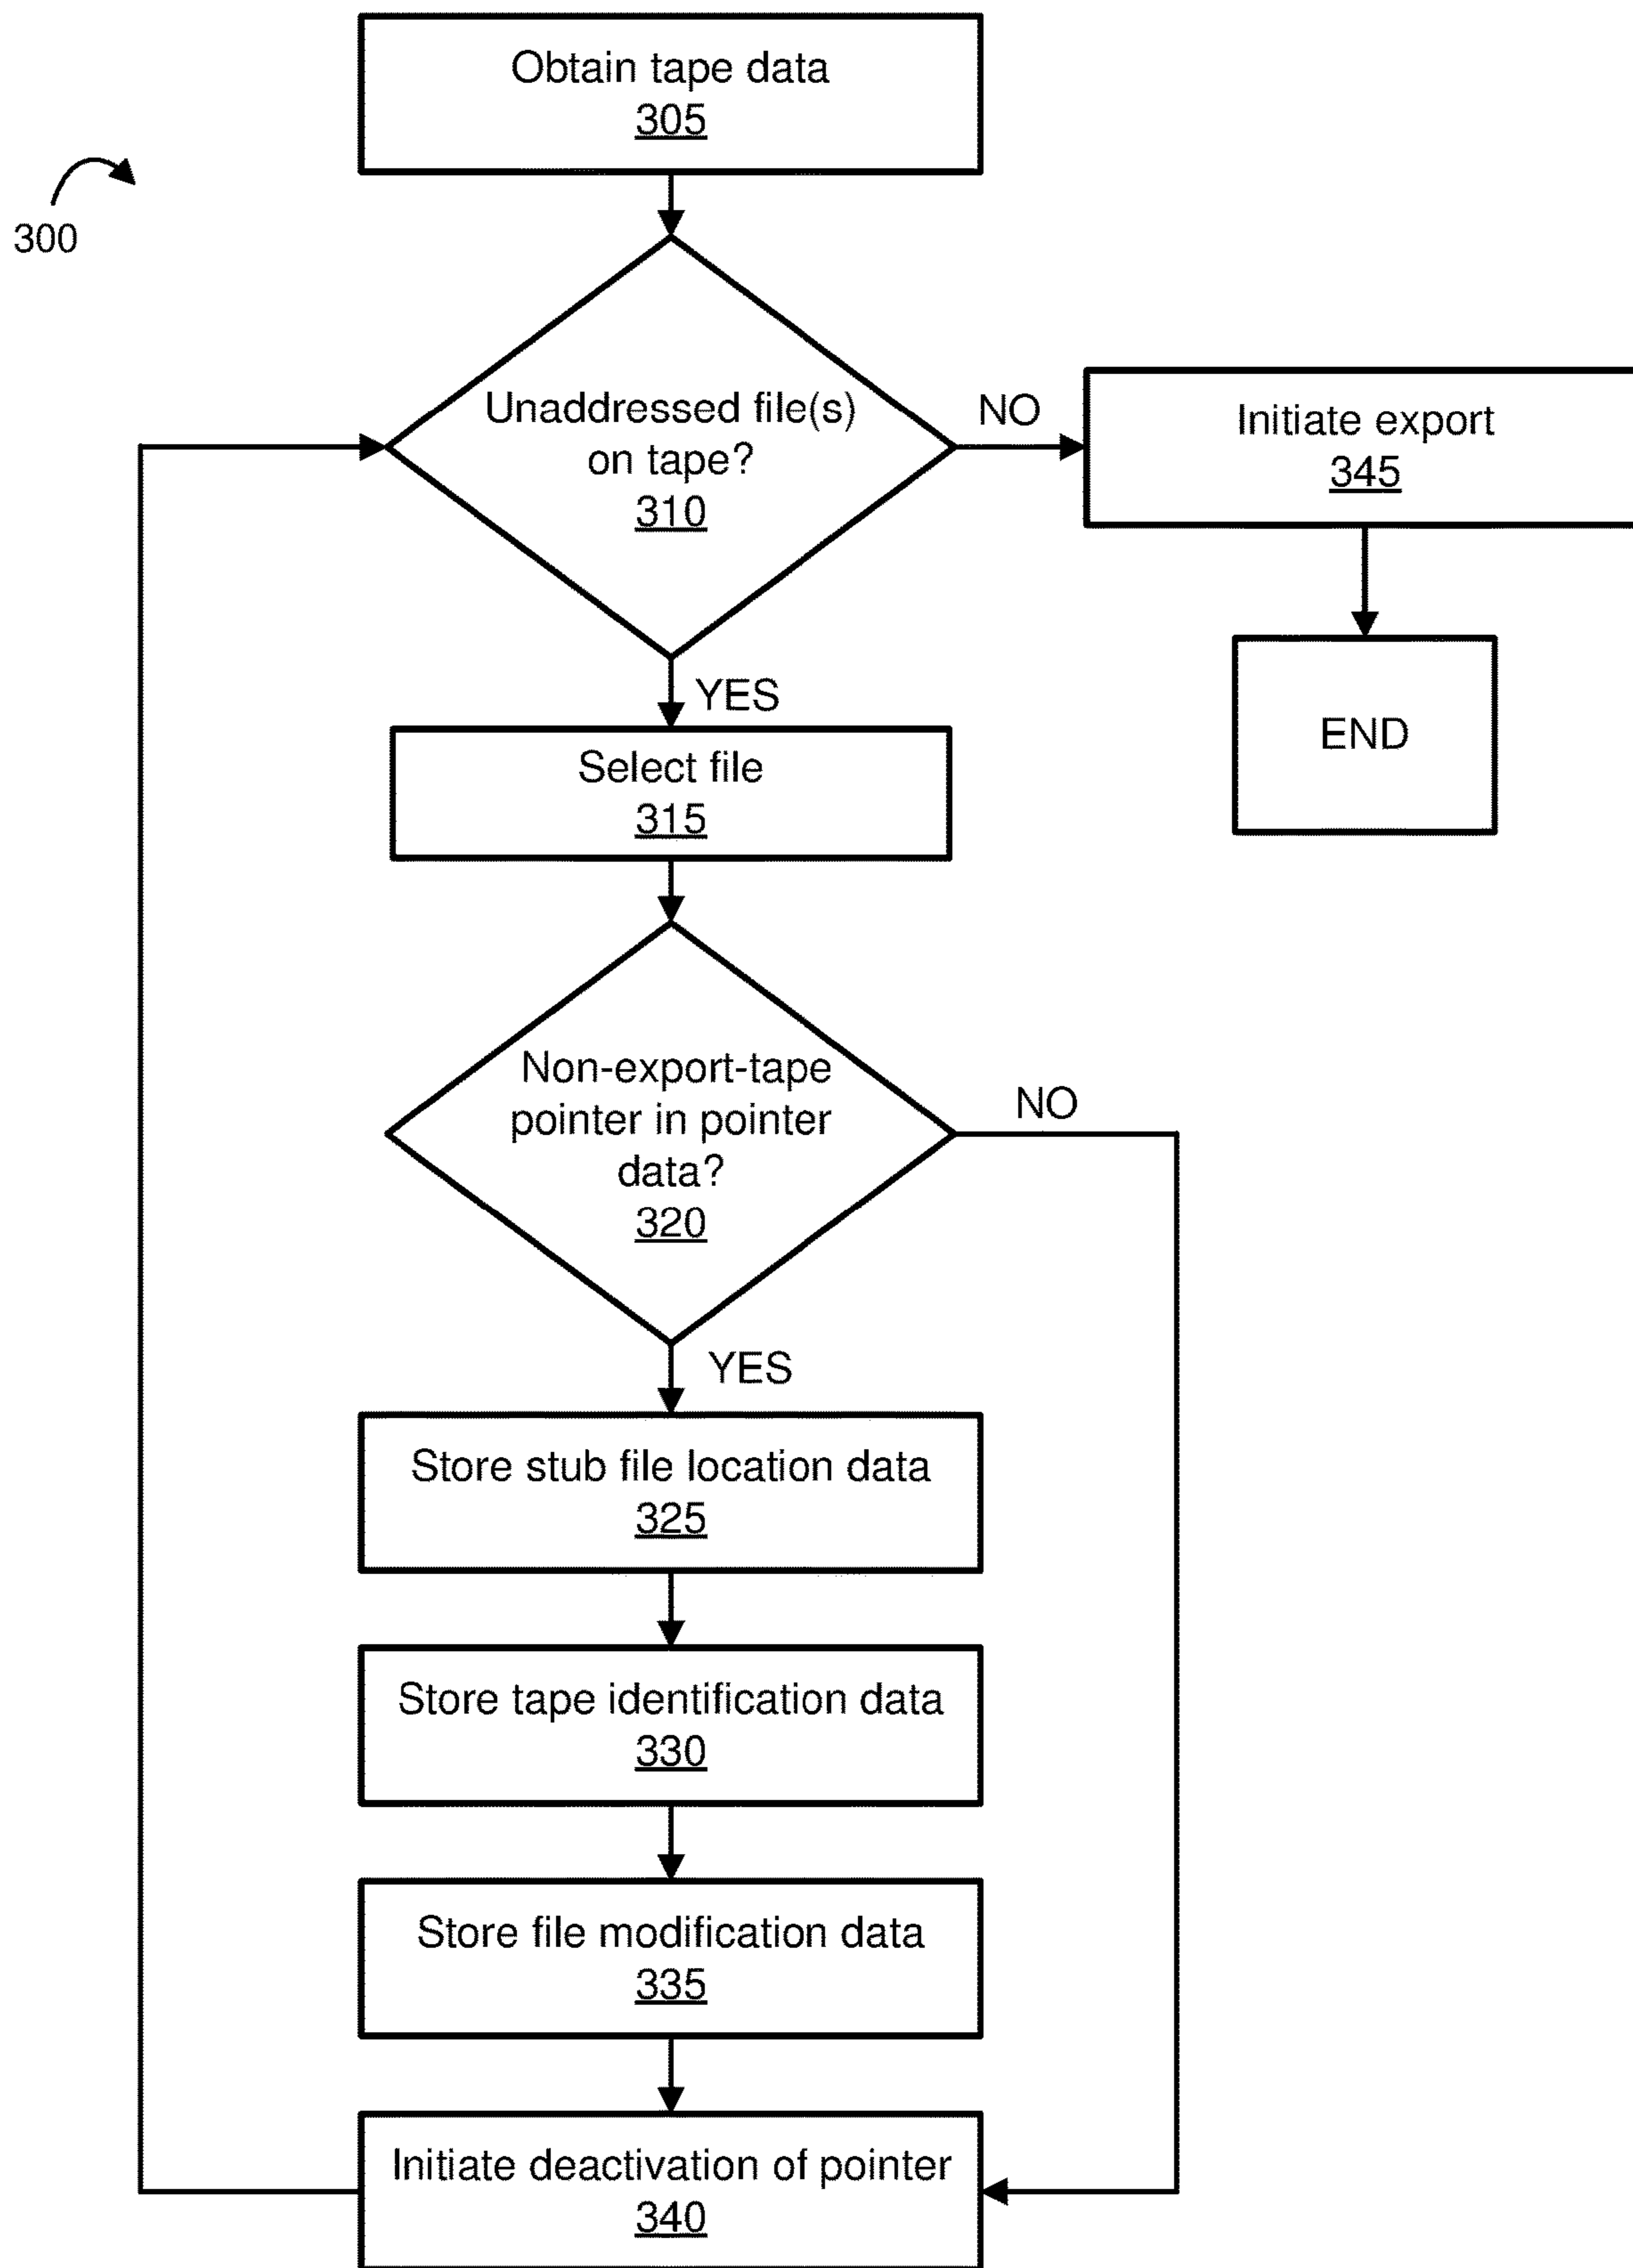 Obtain tape data
305
300
Unaddressed file(s)
on tape?
310
NO
Initiate export
345
YES
END
Select file
315
Non-export-tape
pointer in pointer
data?
320
NO
YES
Store stub file location data
325
Store tape identification data
330
Store file modification data
335
Initiate deactivation of pointer
340